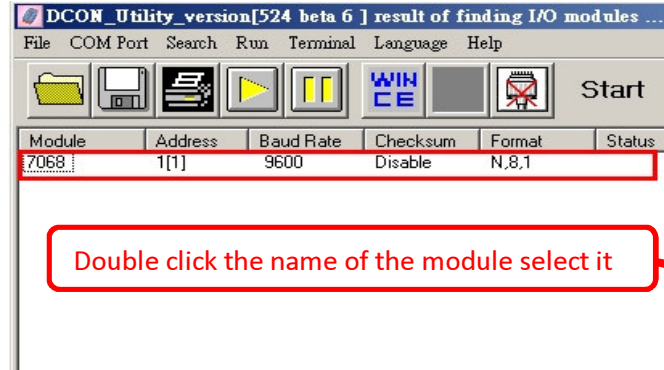 DCON_Utility_version[524 beta 6 ] result of finding I/O modules ...
File COM Port Search Run Terminal Language Help
WIN CE Start
Module Address Baud Rate Checksum Format Status
7068 1[1] 9600 Disable N,8,1
Double click the name of the module select it